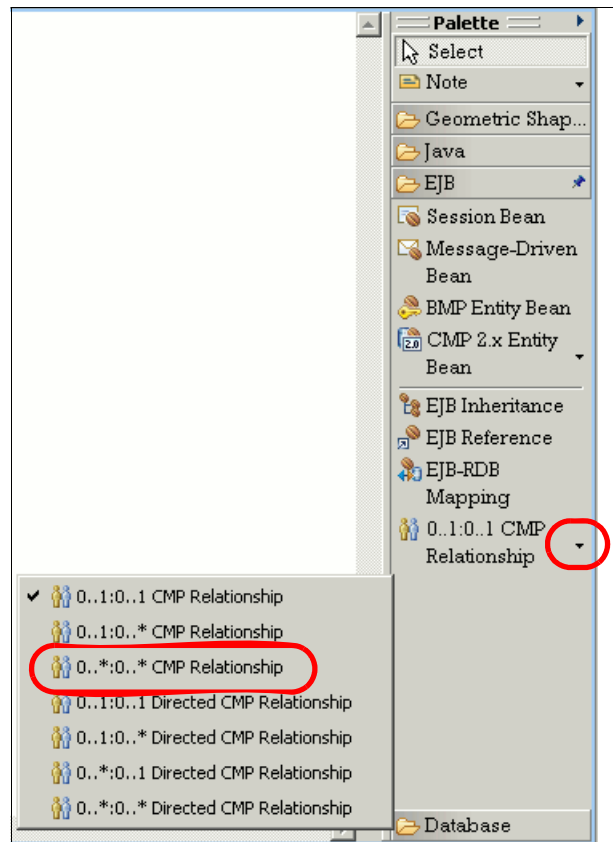 Palette
Select
Note
Geometric Shap...
Java
EJB
Session Bean
Message-Driven
Bean
BMP Entity Bean
2.0
CMP 2.x Entity
Bean
EJB Inheritance
EJB Reference
EJB-RDB
Mapping
0..1:0..1 CMP
Relationship
0..1:0..1 CMP Relationship
0..1:0..* CMP Relationship
0..*:0..* CMP Relationship
0..1:0..1 Directed CMP Relationship
0..1:0..* Directed CMP Relationship
0..*:0..1 Directed CMP Relationship
0..*:0..* Directed CMP Relationship
Database